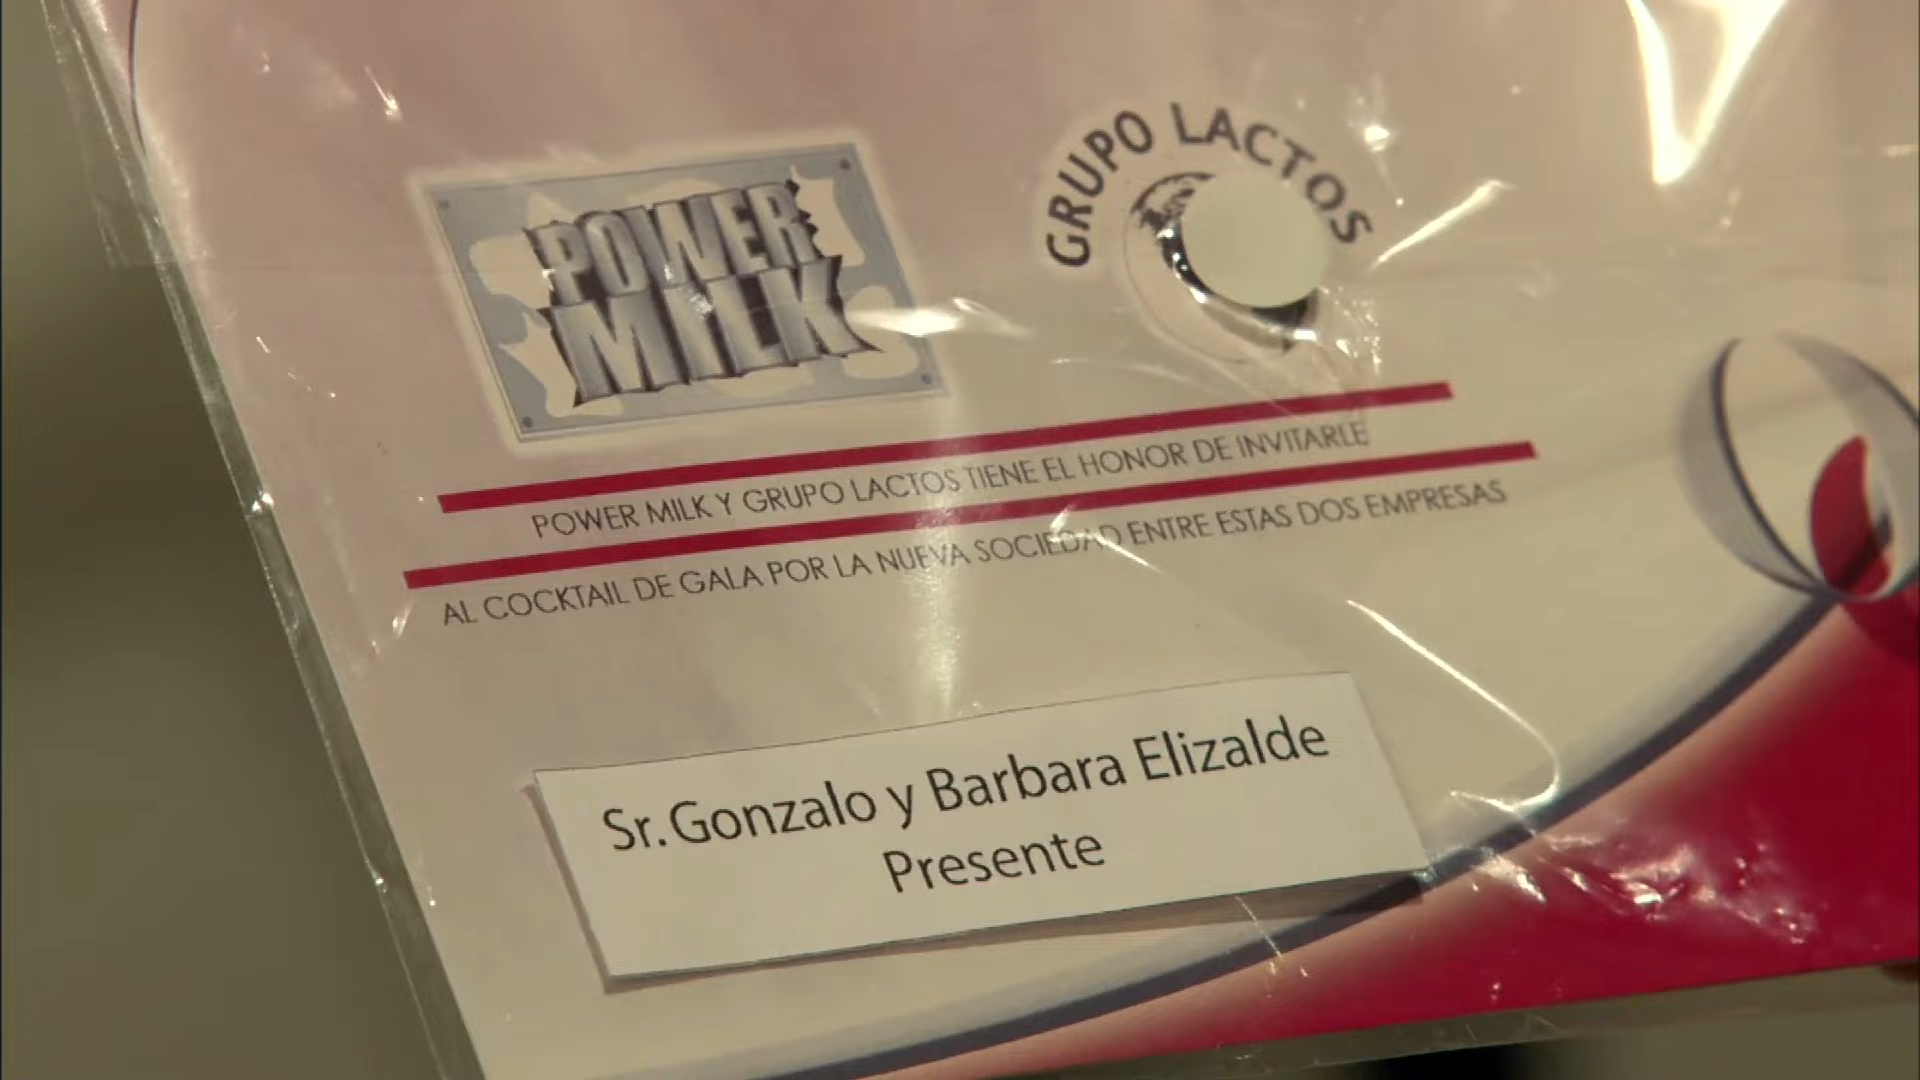 POWER
MILK
GRUPO LACTOS
POWER MILK Y GRUPO LACTOS TIENE EL HONOR DE INVITARLE
AL COCKTAIL DE GALA POR LA NUEVA SOCIEDAD ENTRE ESTAS DOS EMPRESAS
Sr. Gonzalo y Barbara Elizalde
Presente